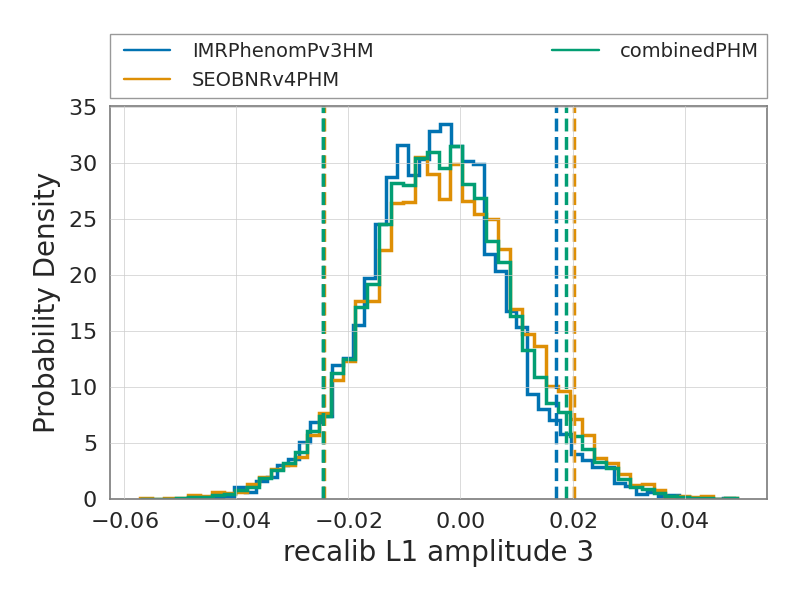 IMRPhenomPv3HM
SEOBNRv4PHM
combinedPHM
35
30
25
20
15
10
5
0
Probability Density
−0.06 −0.04 −0.02 0.00 0.02 0.04
recalib L1 amplitude 3